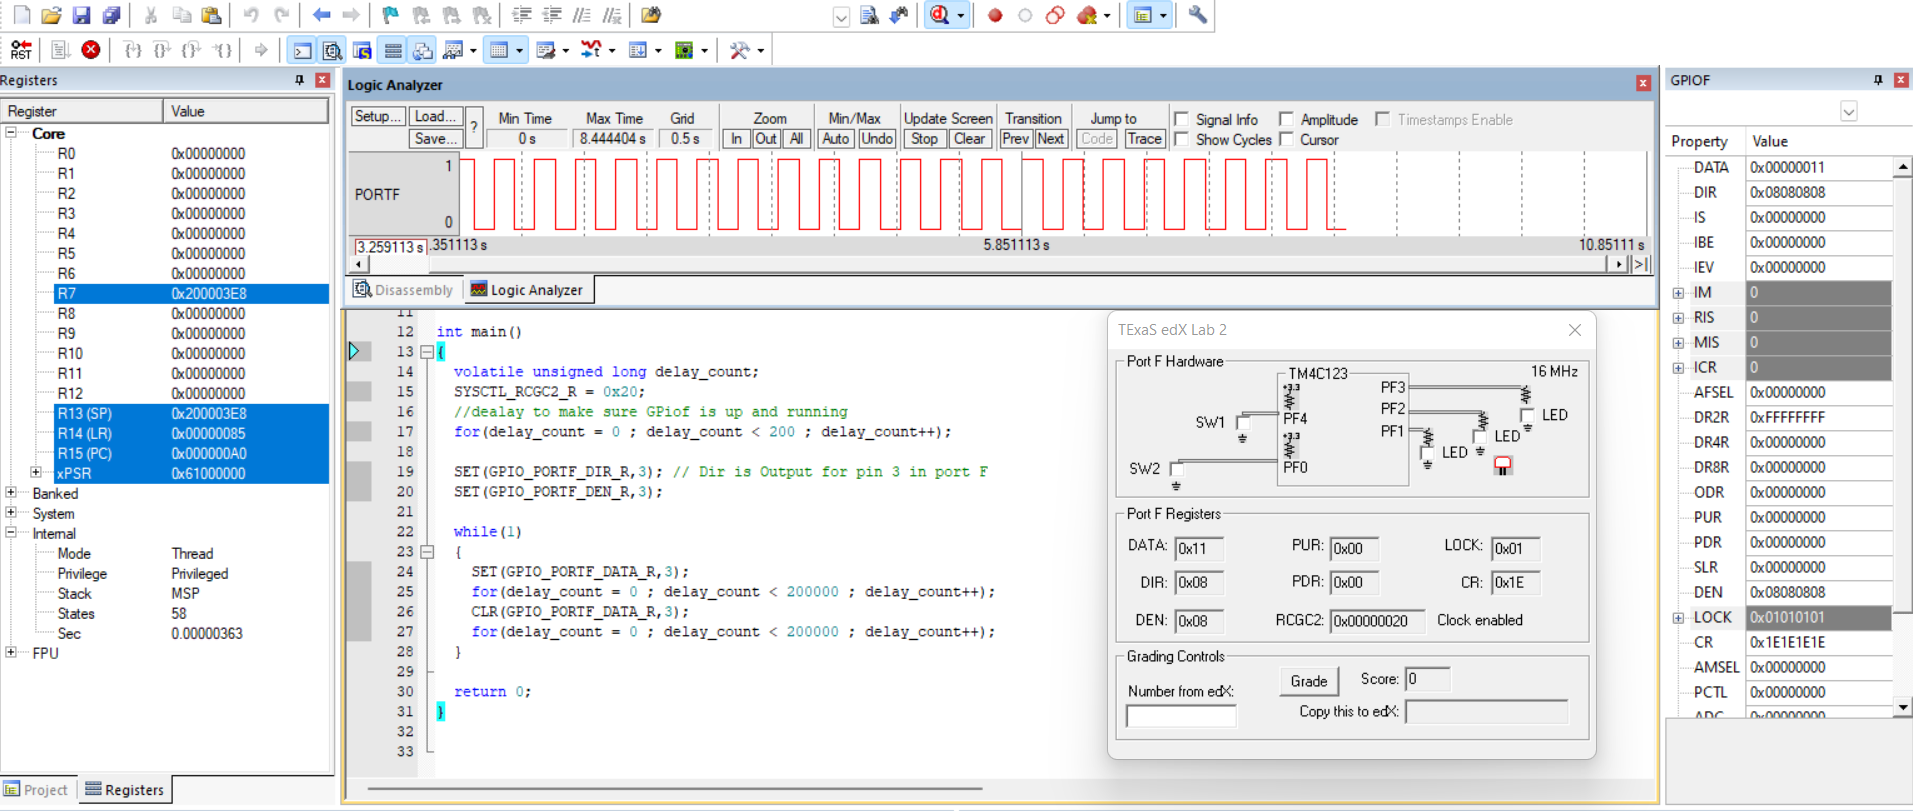 RST
Registers
Register Value
Core
R0 0x00000000
R1 0x00000000
R2 0x00000000
R3 0x00000000
R4 0x00000000
R5 0x00000000
R6 0x00000000
R7 0x200003E8
R8 0x00000000
R9 0x00000000
R10 0x00000000
R11 0x00000000
R12 0x00000000
R13 (SP) 0x200003E8
R14 (LR) 0x00000085
R15 (PC) 0x000000A0
xPSR 0x61000000
Banked
System
Internal
Mode Thread
Privilege Privileged
Stack MSP
States 58
Sec 0.00000363
FPU
Project Registers
Logic Analyzer
Setup... Load... Save... ?
Min Time 0 s
Max Time 8.444404 s
Grid 0.5 s
Zoom In Out All
Min/Max Auto Undo
Update Screen Stop Clear
Transition Prev Next
Jump to Code Trace
Signal Info Amplitude Timestamps Enable
Show Cycles Cursor
1
PORTF
0
3.259113 s .351113 s 5.851113 s 10.85111 s
Disassembly Logic Analyzer
11
12 int main()
13 {
14 volatile unsigned long delay_count;
15 SYSCTL_RCGC2_R = 0x20;
16 //dealay to make sure GPiof is up and running
17 for(delay_count = 0 ; delay_count < 200 ; delay_count++);
18
19 SET(GPIO_PORTF_DIR_R,3); // Dir is Output for pin 3 in port F
20 SET(GPIO_PORTF_DEN_R,3);
21
22 while(1)
23 {
24 SET(GPIO_PORTF_DATA_R,3);
25 for(delay_count = 0 ; delay_count < 200000 ; delay_count++);
26 CLR(GPIO_PORTF_DATA_R,3);
27 for(delay_count = 0 ; delay_count < 200000 ; delay_count++);
28 }
29
30 return 0;
31 }
32
33
TExaS edX Lab 2
Port F Hardware
TM4C123 16 MHz
+3.3 PF3
SW1 PF4 PF2 LED
+3.3 PF1 LED
SW2 PF0 LED
Port F Registers
DATA: 0x11 PUR: 0x00 LOCK: 0x01
DIR: 0x08 PDR: 0x00 CR: 0x1E
DEN: 0x08 RCGC2: 0x00000020 Clock enabled
Grading Controls
Number from edX: Grade Score: 0
Copy this to edX:
GPIOF
Property Value
DATA 0x00000011
DIR 0x08080808
IS 0x00000000
IBE 0x00000000
IEV 0x00000000
IM 0
RIS 0
MIS 0
ICR 0
AFSEL 0x00000000
DR2R 0xFFFFFFFF
DR4R 0x00000000
DR8R 0x00000000
ODR 0x00000000
PUR 0x00000000
PDR 0x00000000
SLR 0x00000000
DEN 0x08080808
LOCK 0x01010101
CR 0x1E1E1E1E
AMSEL 0x00000000
PCTL 0x00000000
ADC 0x00000000